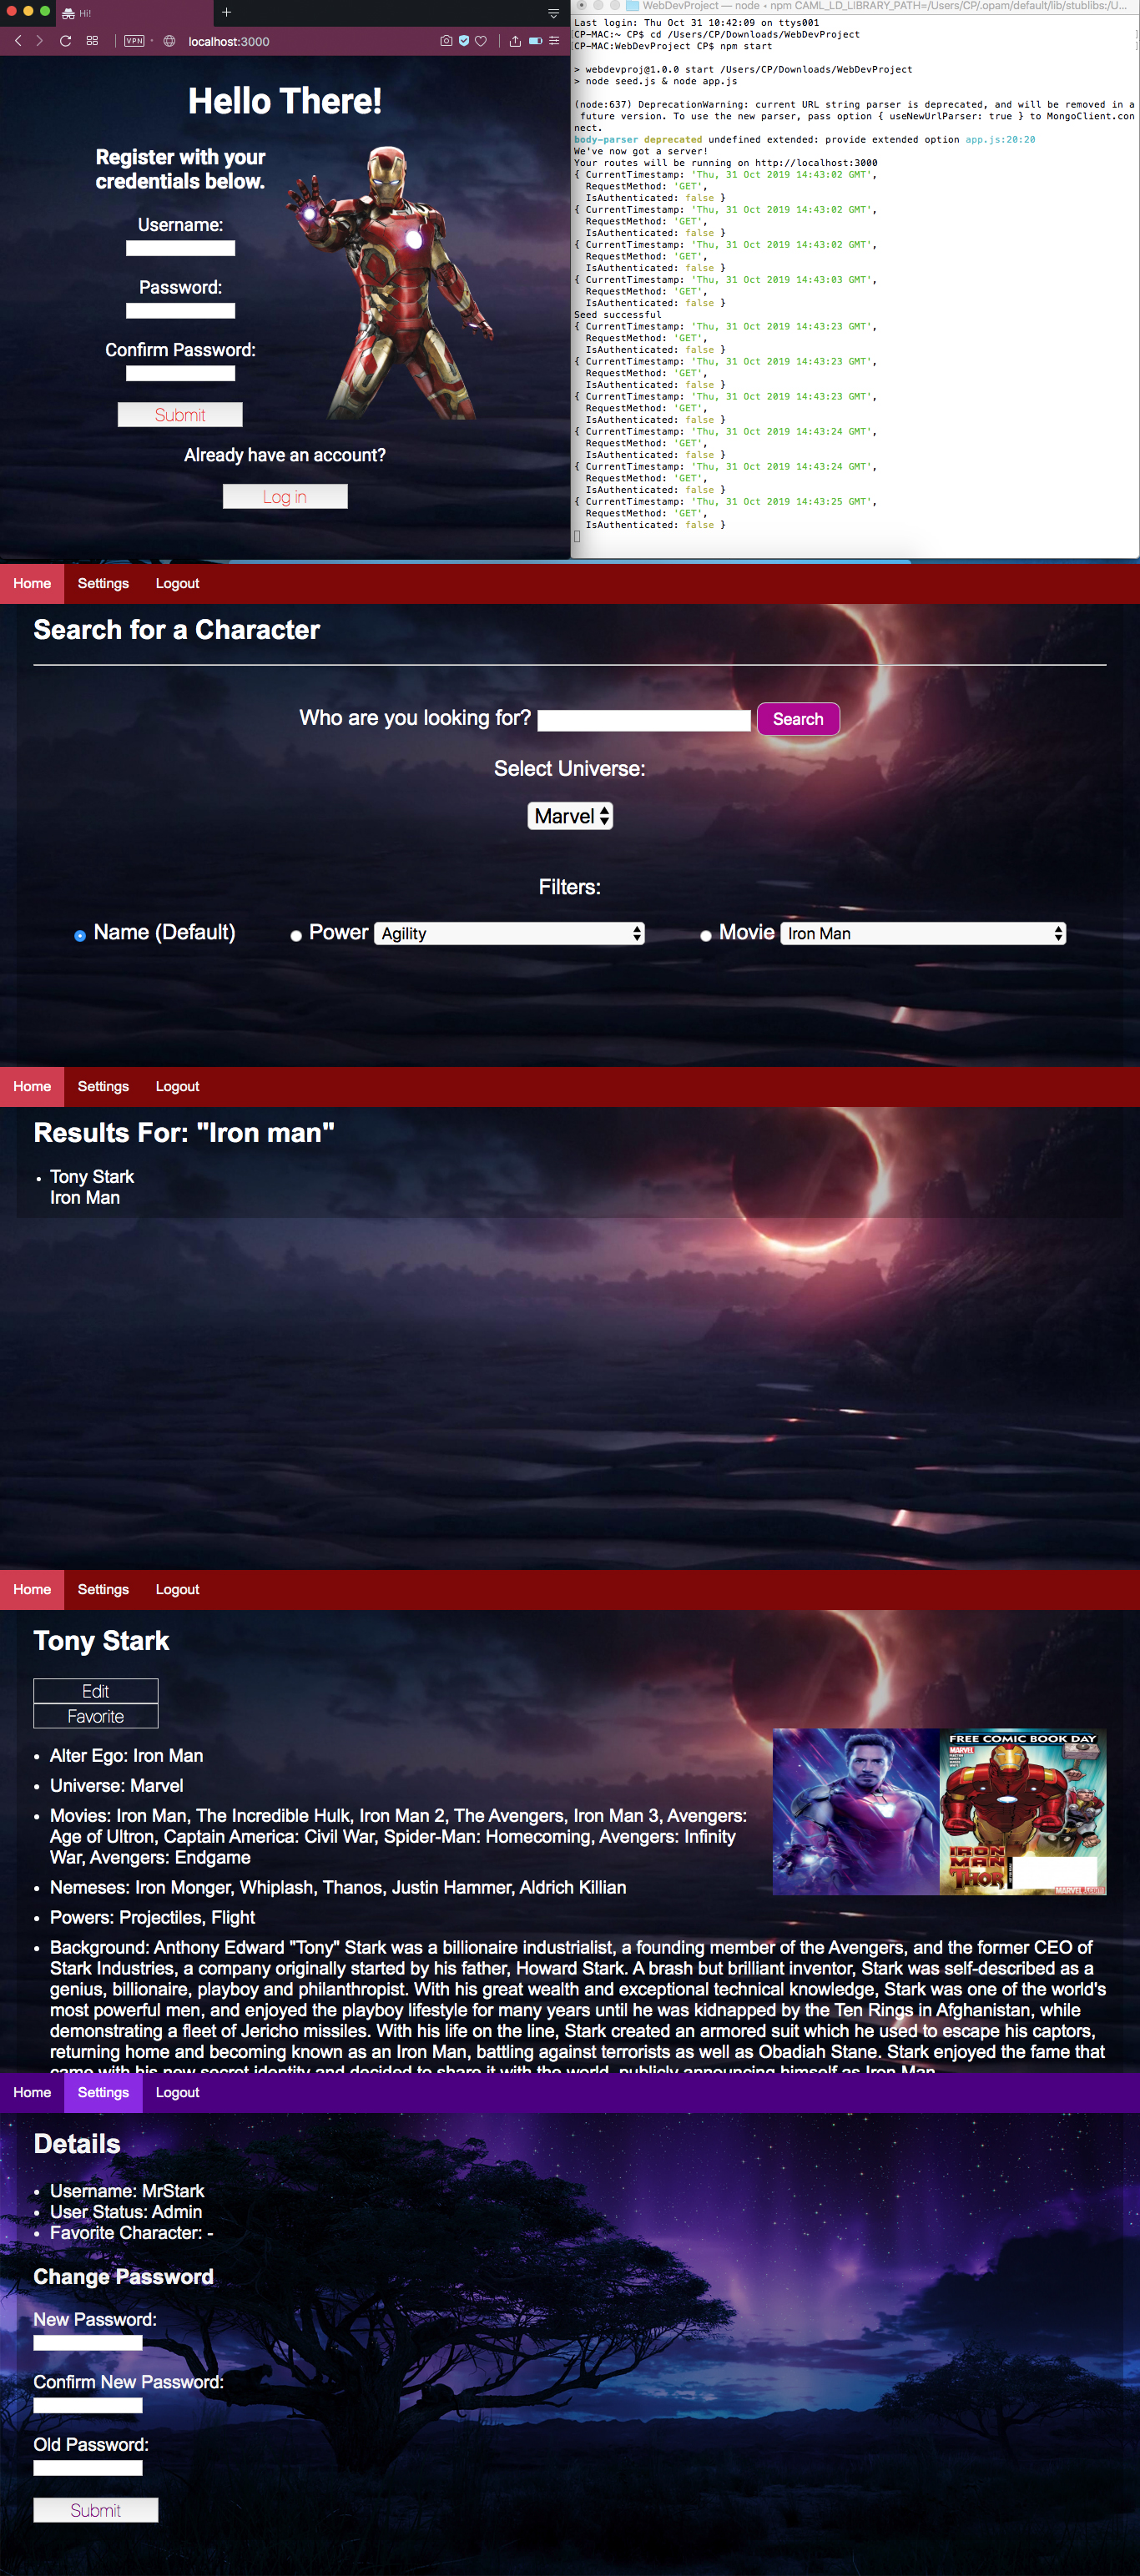 Hi!
VPN
localhost:3000
Hello There!
Register with your
credentials below.
Username:
Password:
Confirm Password:
Submit
Already have an account?
Log in
WebDevProject — node • npm CAML_LD_LIBRARY_PATH=/Users/CP/.opam/default/lib/stublibs:/U...
Last login: Thu Oct 31 10:42:09 on ttys001
CP-MAC:~ CP$ cd /Users/CP/Downloads/WebDevProject
CP-MAC:WebDevProject CP$ npm start
> webdevproj@1.0.0 start /Users/CP/Downloads/WebDevProject
> node seed.js & node app.js
(node:637) DeprecationWarning: current URL string parser is deprecated, and will be removed in a
future version. To use the new parser, pass option { useNewUrlParser: true } to MongoClient.con
nect.
body-parser deprecated undefined extended: provide extended option app.js:20:20
We've now got a server!
Your routes will be running on http://localhost:3000
{ CurrentTimestamp: 'Thu, 31 Oct 2019 14:43:02 GMT',
RequestMethod: 'GET',
IsAuthenticated: false }
{ CurrentTimestamp: 'Thu, 31 Oct 2019 14:43:02 GMT',
RequestMethod: 'GET',
IsAuthenticated: false }
{ CurrentTimestamp: 'Thu, 31 Oct 2019 14:43:02 GMT',
RequestMethod: 'GET',
IsAuthenticated: false }
{ CurrentTimestamp: 'Thu, 31 Oct 2019 14:43:03 GMT',
RequestMethod: 'GET',
IsAuthenticated: false }
Seed successful
{ CurrentTimestamp: 'Thu, 31 Oct 2019 14:43:23 GMT',
RequestMethod: 'GET',
IsAuthenticated: false }
{ CurrentTimestamp: 'Thu, 31 Oct 2019 14:43:23 GMT',
RequestMethod: 'GET',
IsAuthenticated: false }
{ CurrentTimestamp: 'Thu, 31 Oct 2019 14:43:23 GMT',
RequestMethod: 'GET',
IsAuthenticated: false }
{ CurrentTimestamp: 'Thu, 31 Oct 2019 14:43:24 GMT',
RequestMethod: 'GET',
IsAuthenticated: false }
{ CurrentTimestamp: 'Thu, 31 Oct 2019 14:43:24 GMT',
RequestMethod: 'GET',
IsAuthenticated: false }
{ CurrentTimestamp: 'Thu, 31 Oct 2019 14:43:25 GMT',
RequestMethod: 'GET',
IsAuthenticated: false }
Home Settings Logout
Search for a Character
Who are you looking for? Search
Select Universe:
Marvel
Filters:
Name (Default) Power Agility Movie Iron Man
Home Settings Logout
Results For: "Iron man"
Tony Stark
Iron Man
Home Settings Logout
Tony Stark
Edit
Favorite
FREE COMIC BOOK DAY
MARVEL
IRON
MAN
THOR
MARVEL.COM
• Alter Ego: Iron Man
• Universe: Marvel
• Movies: Iron Man, The Incredible Hulk, Iron Man 2, The Avengers, Iron Man 3, Avengers:
Age of Ultron, Captain America: Civil War, Spider-Man: Homecoming, Avengers: Infinity
War, Avengers: Endgame
• Nemeses: Iron Monger, Whiplash, Thanos, Justin Hammer, Aldrich Killian
• Powers: Projectiles, Flight
• Background: Anthony Edward "Tony" Stark was a billionaire industrialist, a founding member of the Avengers, and the former CEO of
Stark Industries, a company originally started by his father, Howard Stark. A brash but brilliant inventor, Stark was self-described as a
genius, billionaire, playboy and philanthropist. With his great wealth and exceptional technical knowledge, Stark was one of the world's
most powerful men, and enjoyed the playboy lifestyle for many years until he was kidnapped by the Ten Rings in Afghanistan, while
demonstrating a fleet of Jericho missiles. With his life on the line, Stark created an armored suit which he used to escape his captors,
returning home and becoming known as an Iron Man, battling against terrorists as well as Obadiah Stane. Stark enjoyed the fame that
came with his new secret identity and decided to share it with the world, publicly announcing himself as Iron Man
Home Settings Logout
Details
• Username: MrStark
• User Status: Admin
• Favorite Character: -
Change Password
New Password:
Confirm New Password:
Old Password:
Submit